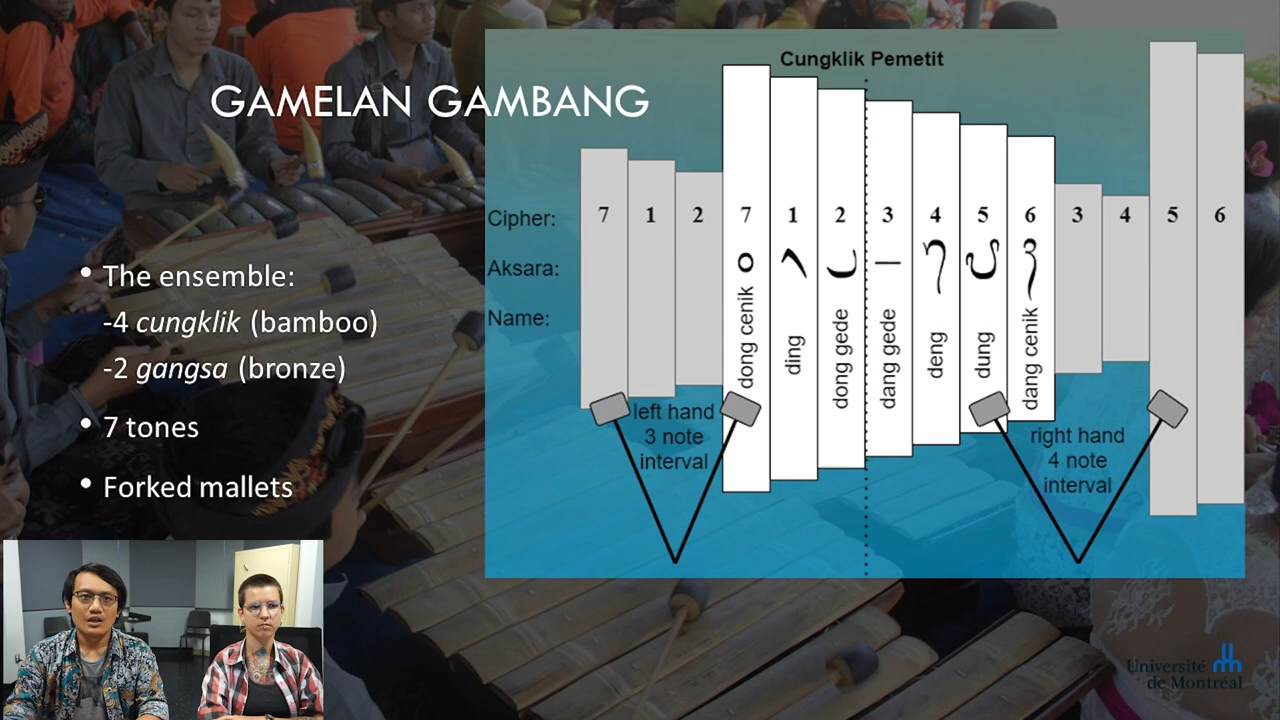 GAMELAN GAMBANG
• The ensemble:
-4 cungklik (bamboo)
-2 gangsa (bronze)
• 7 tones
• Forked mallets
Cungklik Pemetit
Cipher: 7 1 2 7 1 2 3 4 5 6 3 4 5 6
Aksara:
Name: dong cenik ding dong gede dang gede deng dung dang cenik
left hand
3 note
interval
right hand
4 note
interval
Université
de Montréal